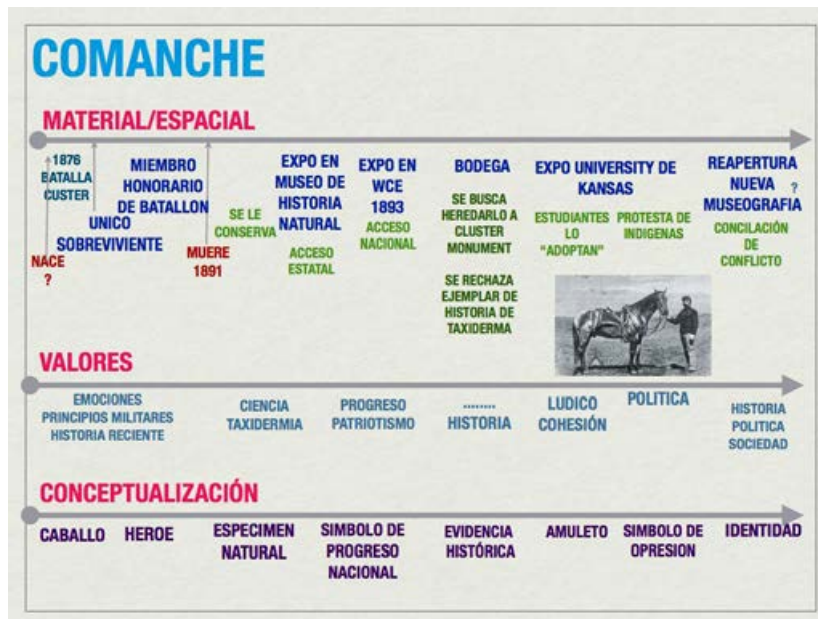 COMANCHE
MATERIAL/ESPACIAL
1876
BATALLA
CUSTER
NACE
?
UNICO
SOBREVIVIENTE
MIEMBRO
HONORARIO
DE BATALLON
MUERE
1891
SE LE
CONSERVA
EXPO EN
MUSEO DE
HISTORIA
NATURAL
ACCESO
ESTATAL
EXPO EN
WCE
1893
ACCESO
NACIONAL
BODEGA
SE BUSCA
HEREDARLO A
CLUSTER
MONUMENT
SE RECHAZA
EJEMPLAR DE
HISTORIA DE
TAXIDERMA
EXPO UNIVERSITY DE
KANSAS
ESTUDIANTES
LO
"ADOPTAN"
PROTESTA DE
INDIGENAS
REAPERTURA
NUEVA ?
MUSEOGRAFIA
CONCILACIÓN
DE
CONFLICTO
VALORES
EMOCIONES
PRINCIPIOS MILITARES
HISTORIA RECIENTE
CIENCIA
TAXIDERMIA
PROGRESO
PATRIOTISMO
........
HISTORIA
LUDICO
COHESIÓN
POLITICA
HISTORIA
POLITICA
SOCIEDAD
CONCEPTUALIZACIÓN
CABALLO
HEROE
ESPECIMEN
NATURAL
SIMBOLO DE
PROGRESO
NACIONAL
EVIDENCIA
HISTÓRICA
AMULETO
SIMBOLO DE
OPRESION
IDENTIDAD